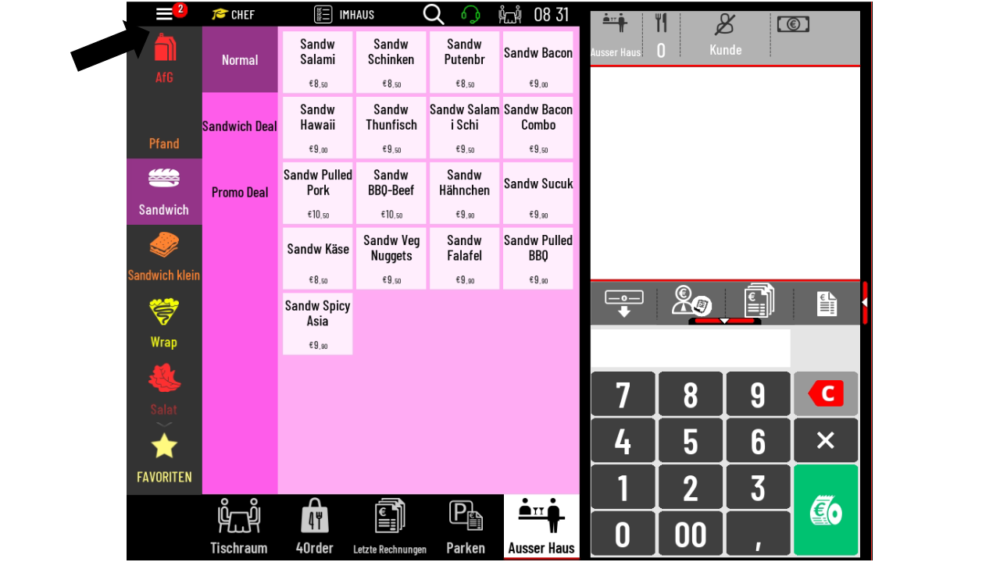 2
CHEF
IMHAUS
08 31
AfG
Pfand
Sandwich
Sandwich klein
Wrap
Salat
FAVORITEN
Normal
Sandwich Deal
Promo Deal
Sandw
Salami
€8,50
Sandw
Schinken
€8,50
Sandw
Putenbr
€8,50
Sandw Bacon
€9,00
Sandw
Hawaii
€9,00
Sandw
Thunfisch
€9,50
Sandw Salam
i Schi
€9,50
Sandw Bacon
Combo
€9,50
Sandw Pulled
Pork
€10,50
Sandw
BBQ-Beef
€10,50
Sandw
Hähnchen
€9,90
Sandw Sucuk
€9,90
Sandw Käse
€8,50
Sandw Veg
Nuggets
€9,50
Sandw
Falafel
€9,90
Sandw Pulled
BBQ
€9,90
Sandw Spicy
Asia
€9,90
Tischraum
4Order
Letzte Rechnungen
Parken
Ausser Haus
Ausser Haus
0
Kunde
7
8
9
C
4
5
6
×
1
2
3
0
00
,